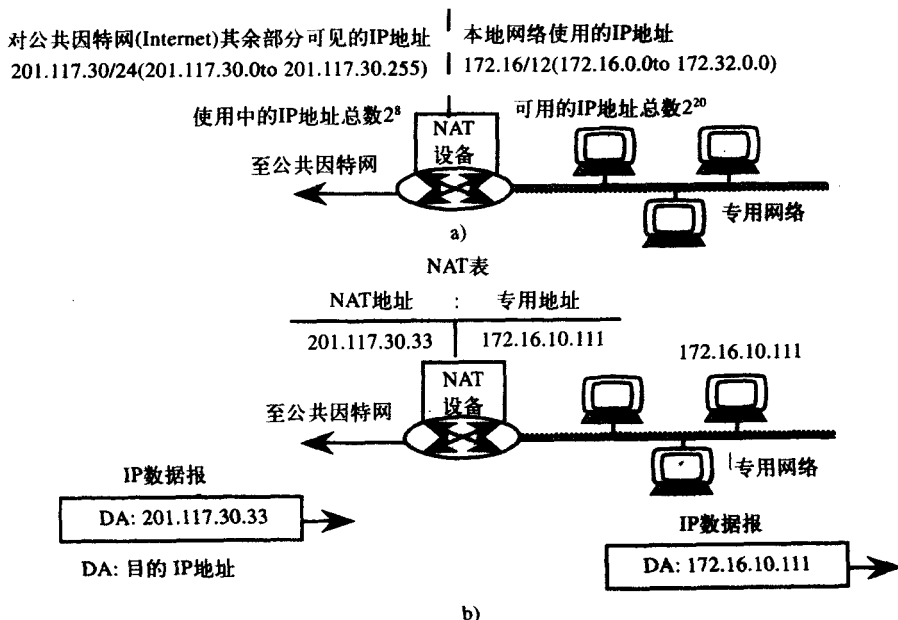 对公共因特网(Internet)其余部分可见的IP地址
201.117.30/24(201.117.30.0to 201.117.30.255)
本地网络使用的IP地址
172.16/12(172.16.0.0to 172.32.0.0)
使用中的IP地址总数2⁸
可用的IP地址总数2²⁰
NAT
设备
至公共因特网
专用网络
a)
NAT表
NAT地址 : 专用地址
201.117.30.33 172.16.10.111
172.16.10.111
NAT
设备
至公共因特网
专用网络
IP数据报
DA: 201.117.30.33
DA: 目的 IP地址
IP数据报
DA: 172.16.10.111
b)